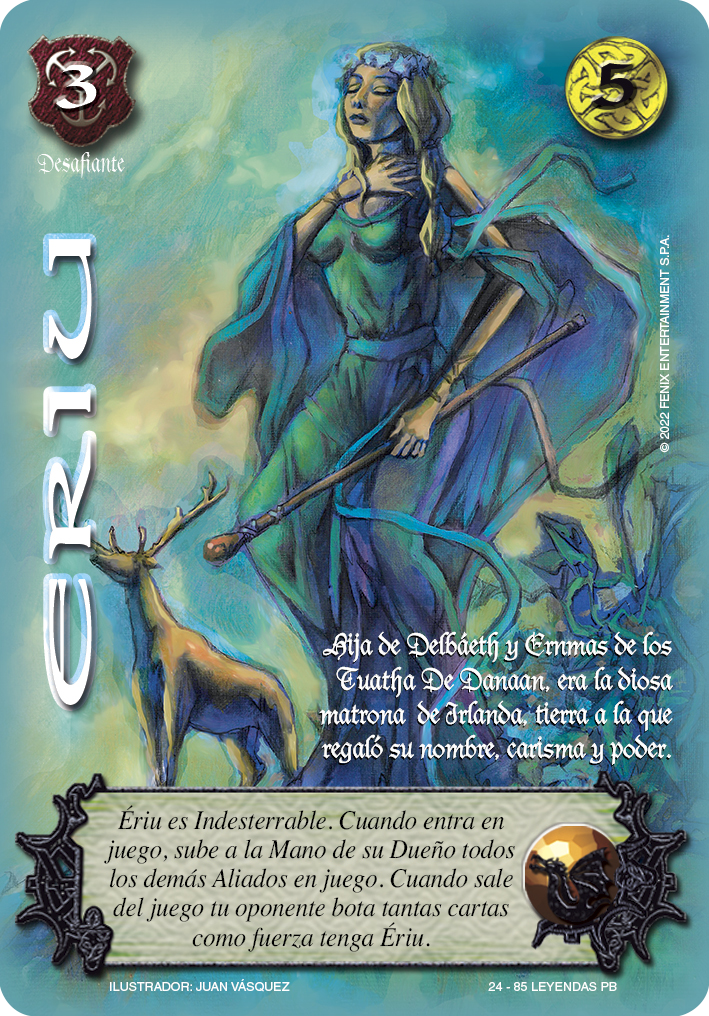 3
5
Desafiante
ERIU
© 2022 FENIX ENTERTAINMENT S.P.A.
Hija de Delbáeth y Ernmas de los
Tuatha De Danaan, era la diosa
matrona de Irlanda, tierra a la que
regaló su nombre, carisma y poder.
Ériu es Indesterrable. Cuando entra en
juego, sube a la Mano de su Dueño todos
los demás Aliados en juego. Cuando sale
del juego tu oponente bota tantas cartas
como fuerza tenga Ériu.
ILUSTRADOR: JUAN VÁSQUEZ
24 - 85 LEYENDAS PB